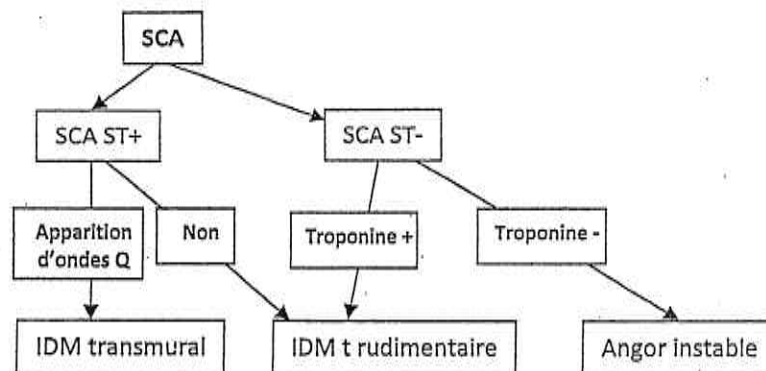 SCA
SCA ST+
SCA ST-
Apparition
d'ondes Q
Non
Troponine +
Troponine -
IDM transmural
IDM t rudimentaire
Angor instable